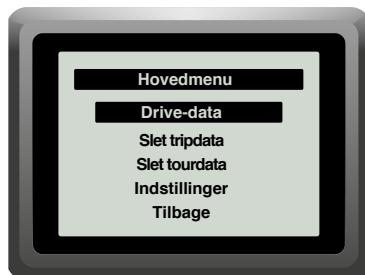 Hovedmenu
Drive-data
Slet tripdata
Slet tourdata
Indstillinger
Tilbage